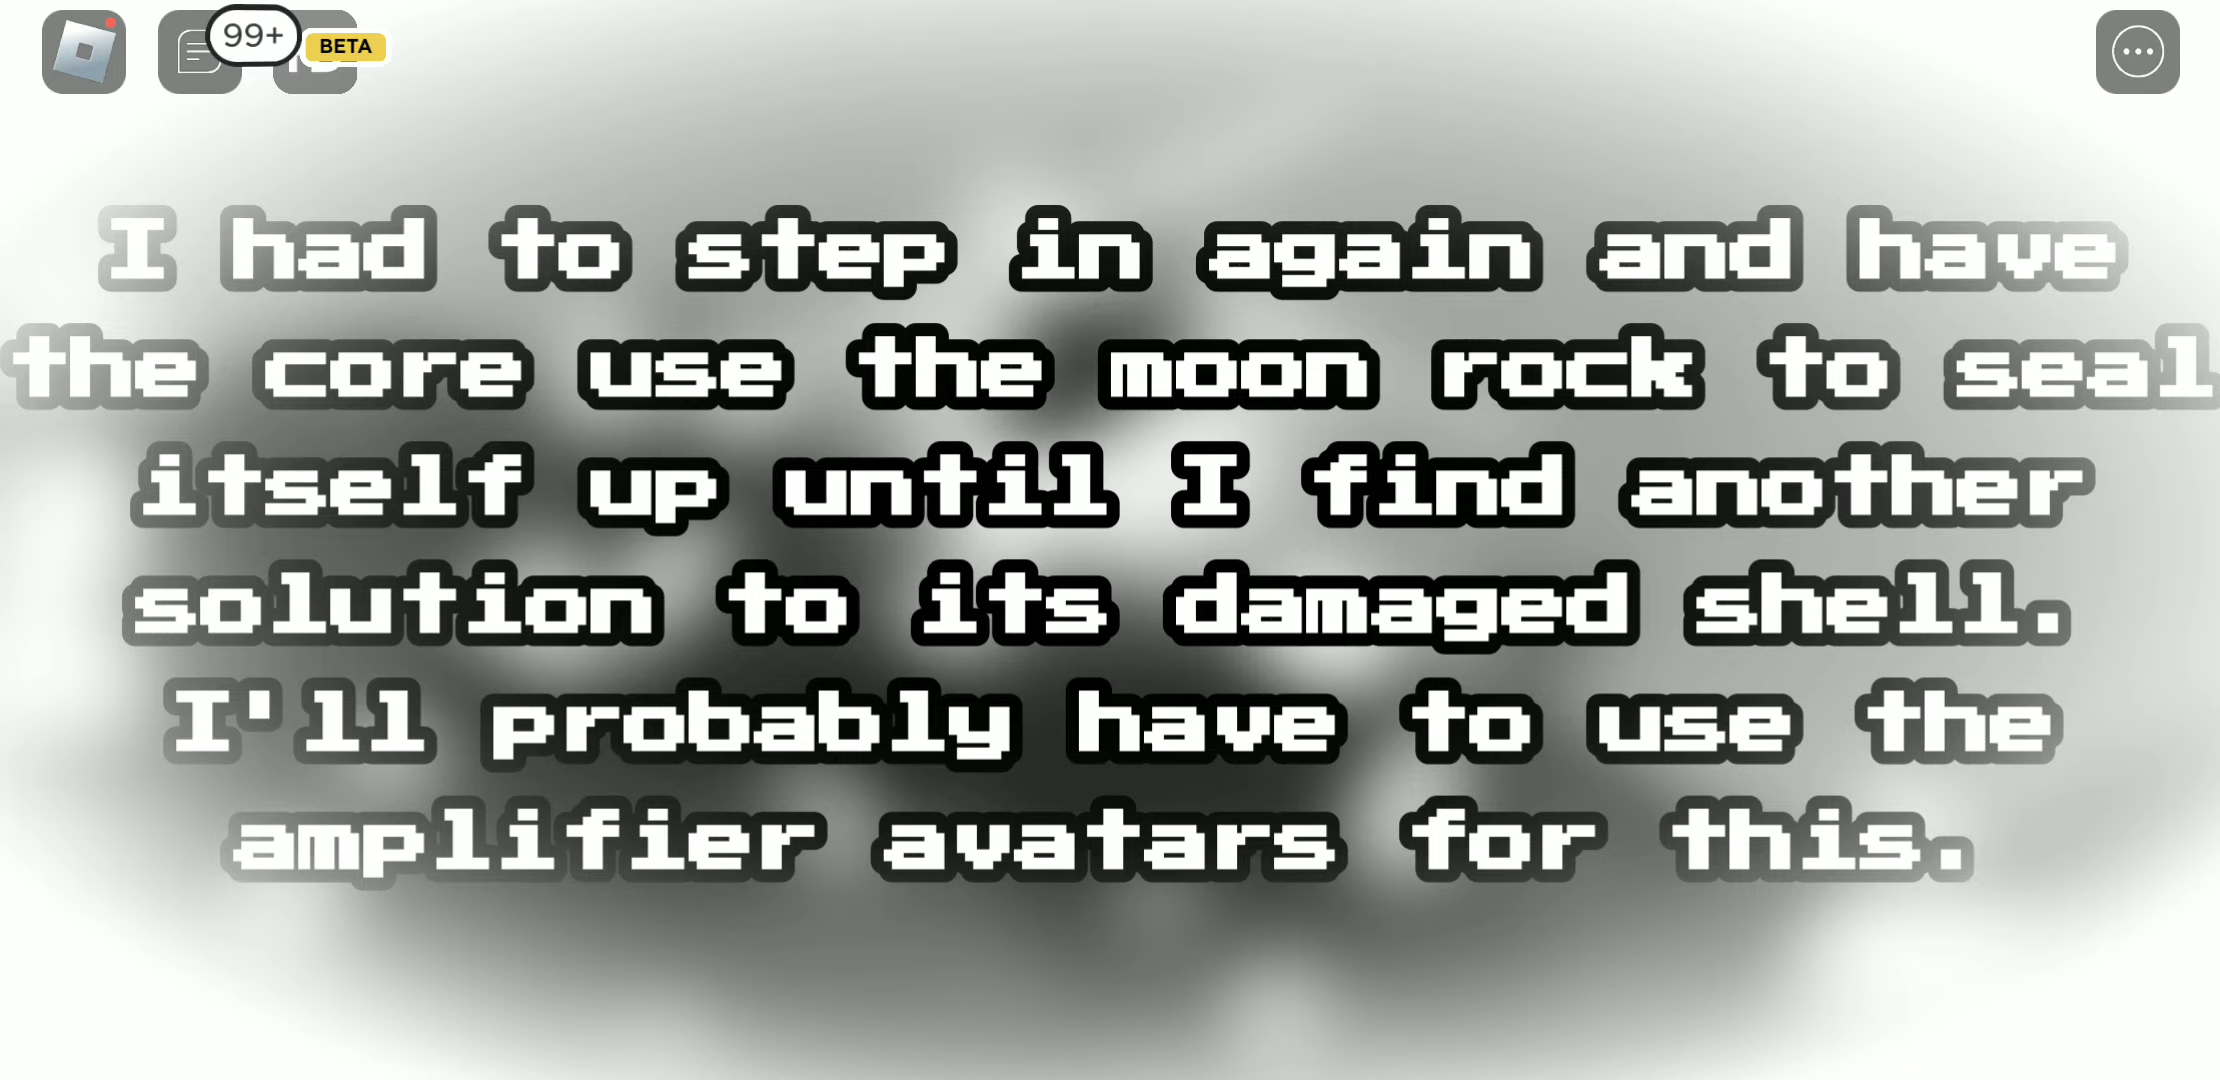 99+
BETA
I had to step in again and have
the core use the moon rock to seal
itself up until I find another
solution to its damaged shell.
I'll probably have to use the
amplifier avatars for this.